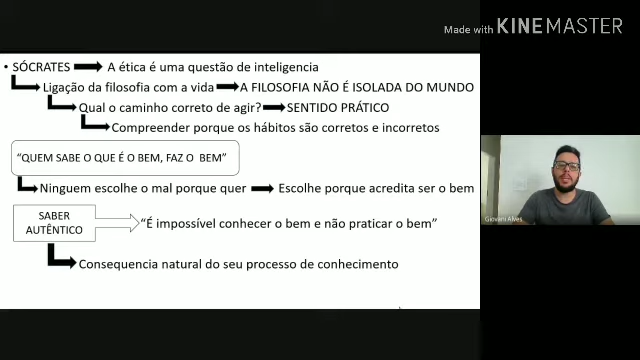 Made with KINEMASTER
• SÓCRATES A ética é uma questão de inteligencia
Ligação da filosofia com a vida A FILOSOFIA NÃO É ISOLADA DO MUNDO
Qual o caminho correto de agir? SENTIDO PRÁTICO
Compreender porque os hábitos são corretos e incorretos
“QUEM SABE O QUE É O BEM, FAZ O BEM”
Ninguem escolhe o mal porque quer Escolhe porque acredita ser o bem
SABER
AUTÊNTICO
“É impossível conhecer o bem e não praticar o bem”
Consequencia natural do seu processo de conhecimento
Giovani Alves